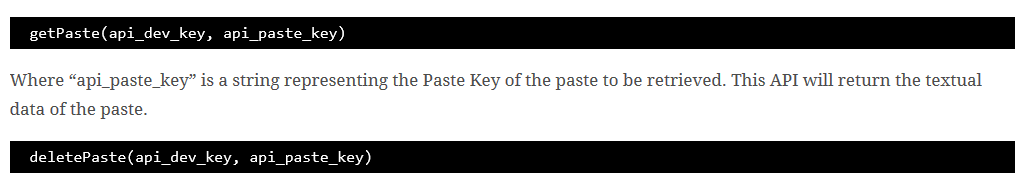 getPaste(api_dev_key, api_paste_key)
Where “api_paste_key” is a string representing the Paste Key of the paste to be retrieved. This API will return the textual
data of the paste.
deletePaste(api_dev_key, api_paste_key)